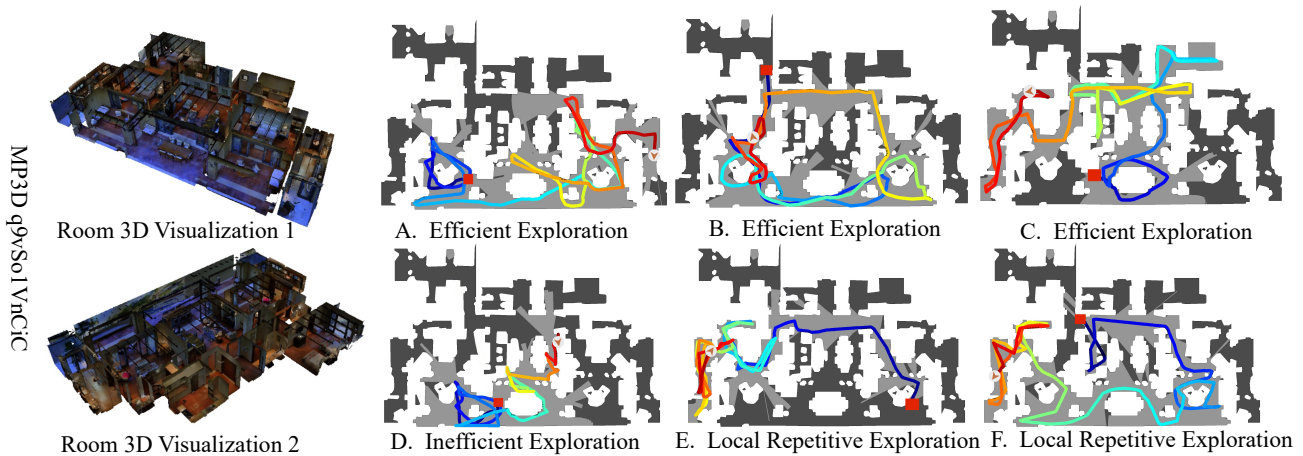 MP3D q9vSo1VnCiC
Room 3D Visualization 1
A. Efficient Exploration
B. Efficient Exploration
C. Efficient Exploration
Room 3D Visualization 2
D. Inefficient Exploration
E. Local Repetitive Exploration
F. Local Repetitive Exploration